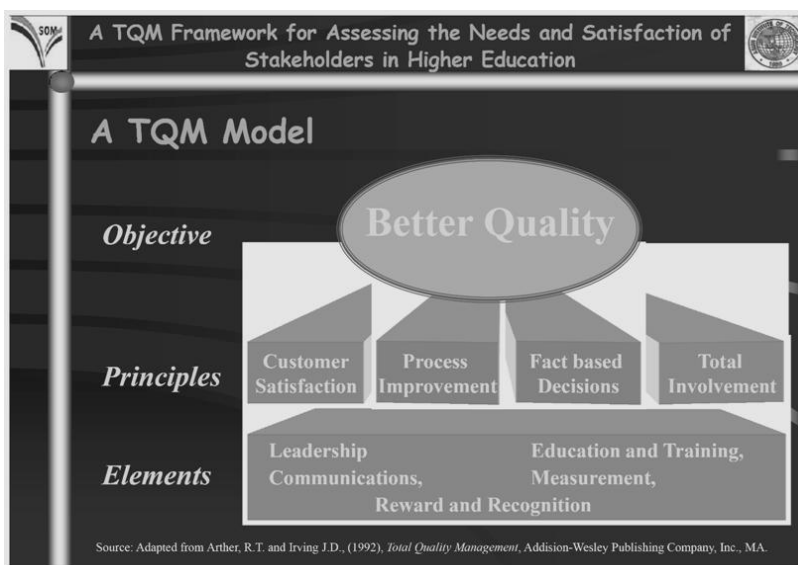 SOM
A TQM Framework for Assessing the Needs and Satisfaction of
Stakeholders in Higher Education
A TQM Model
Objective
Better Quality
Principles
Customer
Satisfaction
Process
Improvement
Fact based
Decisions
Total
Involvement
Elements
Leadership
Education and Training,
Communications,
Measurement,
Reward and Recognition
Source: Adapted from Arther, R.T. and Irving J.D., (1992), Total Quality Management, Addision-Wesley Publishing Company, Inc., MA.